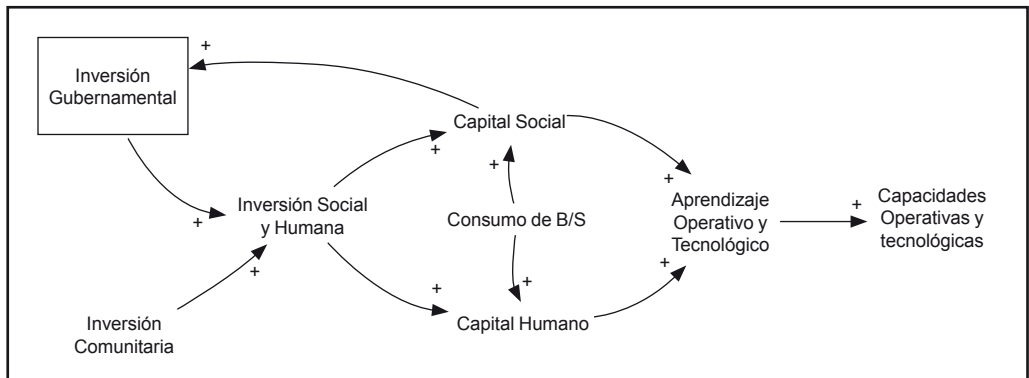 +
Inversión
Gubernamental
Capital Social
+
+
+
+
Inversión Social
y Humana
Consumo de B/S
Aprendizaje
Operativo y
Tecnológico
+
Capacidades
Operativas y
tecnológicas
+
+
+
+
+
Inversión
Comunitaria
Capital Humano